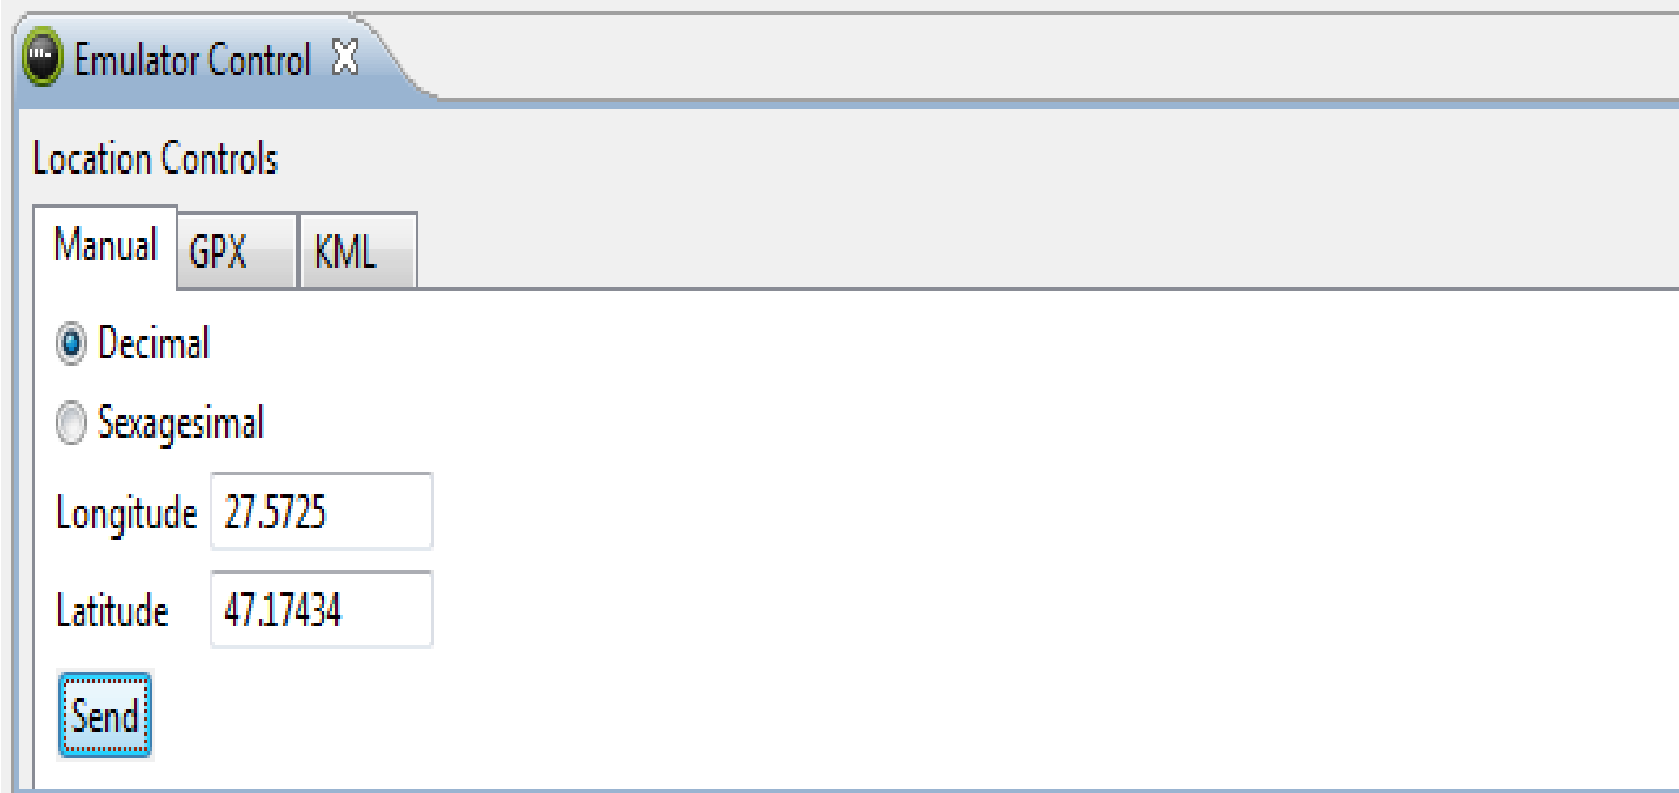 Emulator Control
Location Controls
Manual GPX KML
Decimal
Sexagesimal
Longitude 27.5725
Latitude 47.17434
Send